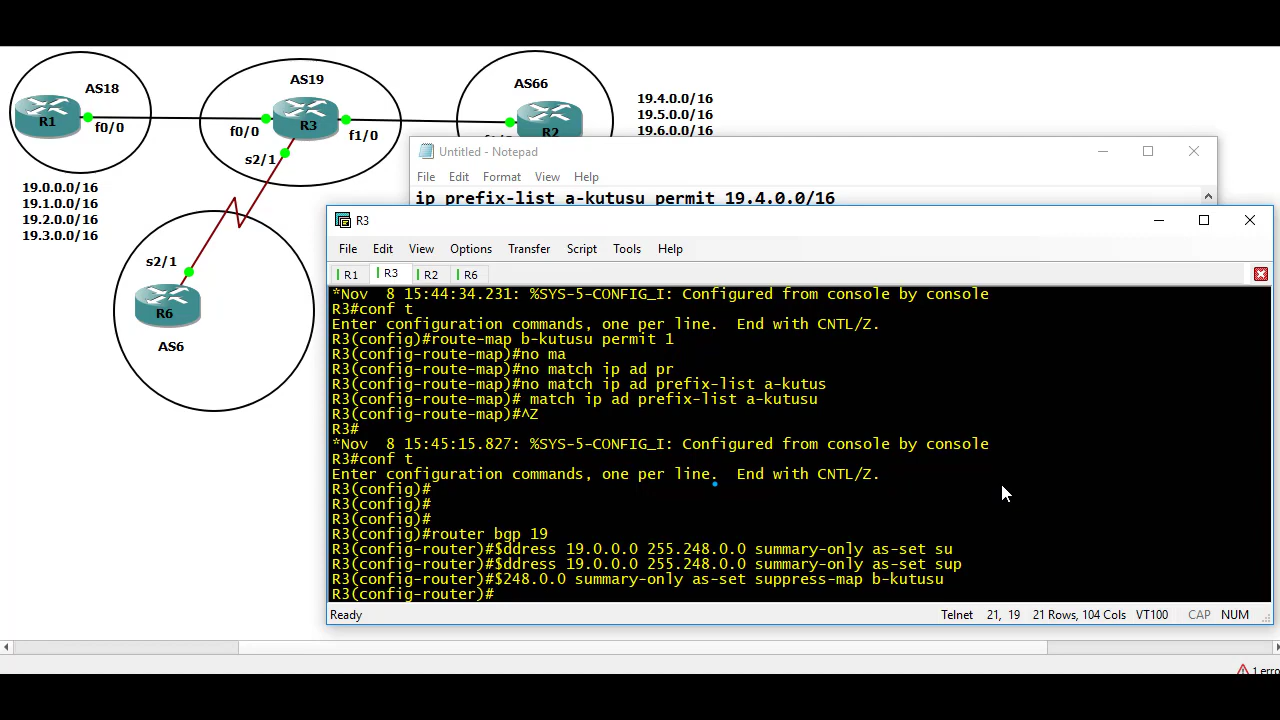 AS18
AS19
AS66
R1
f0/0
f0/0
R3
f1/0
R2
s2/1
19.4.0.0/16
19.5.0.0/16
19.6.0.0/16
19.0.0.0/16
19.1.0.0/16
19.2.0.0/16
19.3.0.0/16
s2/1
R6
AS6
Untitled - Notepad
File Edit Format View Help
ip prefix-list a-kutusu permit 19.4.0.0/16
R3
File Edit View Options Transfer Script Tools Help
R1 R3 R2 R6
*Nov  8 15:44:34.231: %SYS-5-CONFIG_I: Configured from console by console
R3#conf t
Enter configuration commands, one per line.  End with CNTL/Z.
R3(config)#route-map b-kutusu permit 1
R3(config-route-map)#no ma
R3(config-route-map)#no match ip ad pr
R3(config-route-map)#no match ip ad prefix-list a-kutus
R3(config-route-map)# match ip ad prefix-list a-kutusu
R3(config-route-map)#^Z
R3#
*Nov  8 15:45:15.827: %SYS-5-CONFIG_I: Configured from console by console
R3#conf t
Enter configuration commands, one per line.  End with CNTL/Z.
R3(config)#
R3(config)#
R3(config)#
R3(config)#router bgp 19
R3(config-router)#$ddress 19.0.0.0 255.248.0.0 summary-only as-set su
R3(config-router)#$ddress 19.0.0.0 255.248.0.0 summary-only as-set sup
R3(config-router)#$248.0.0 summary-only as-set suppress-map b-kutusu
R3(config-router)#
Ready Telnet 21, 19 21 Rows, 104 Cols VT100 CAP NUM
1 erro